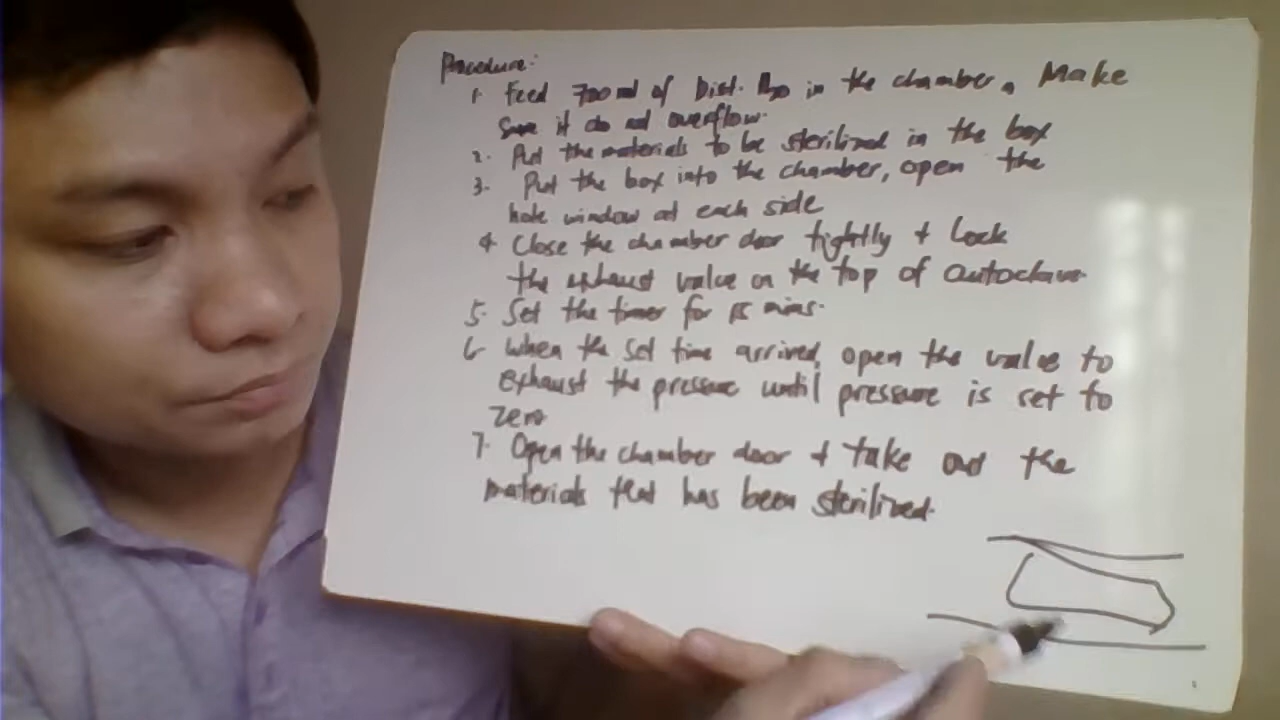 Procedure:
1. Feed 700 ml of Dist. H2O in the chamber. Make
sure it do not overflow.
2. Put the materials to be sterilized in the box
3. Put the box into the chamber, open the
hole window at each side
4 Close the chamber door tightly + Lock
the exhaust value on the top of autoclave.
5. Set the timer for 15 mins.
6 When the set time arrived, open the value to
exhaust the pressure until pressure is set to
zero
7. Open the chamber door + take out the
materials that has been sterilized.